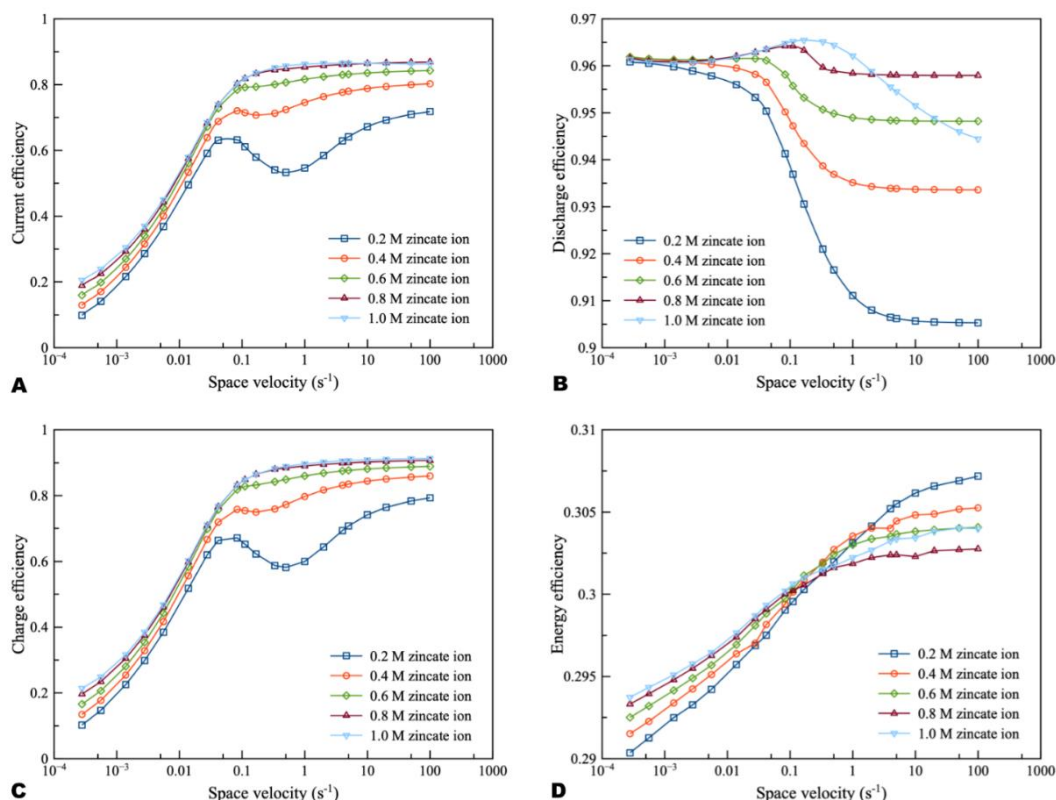 1
0.8
0.6
0.4
0.2
0
Current efficiency
0.2 M zincate ion
0.4 M zincate ion
0.6 M zincate ion
0.8 M zincate ion
1.0 M zincate ion
10⁻⁴ 10⁻³ 0.01 0.1 1 10 100 1000
Space velocity (s⁻¹)
A
0.97
0.96
0.95
0.94
0.93
0.92
0.91
0.9
Discharge efficiency
0.2 M zincate ion
0.4 M zincate ion
0.6 M zincate ion
0.8 M zincate ion
1.0 M zincate ion
10⁻⁴ 10⁻³ 0.01 0.1 1 10 100 1000
Space velocity (s⁻¹)
B
1
0.8
0.6
0.4
0.2
0
Charge efficiency
0.2 M zincate ion
0.4 M zincate ion
0.6 M zincate ion
0.8 M zincate ion
1.0 M zincate ion
10⁻⁴ 10⁻³ 0.01 0.1 1 10 100 1000
Space velocity (s⁻¹)
C
0.31
0.305
0.3
0.295
0.29
Energy efficiency
0.2 M zincate ion
0.4 M zincate ion
0.6 M zincate ion
0.8 M zincate ion
1.0 M zincate ion
10⁻⁴ 10⁻³ 0.01 0.1 1 10 100 1000
Space velocity (s⁻¹)
D